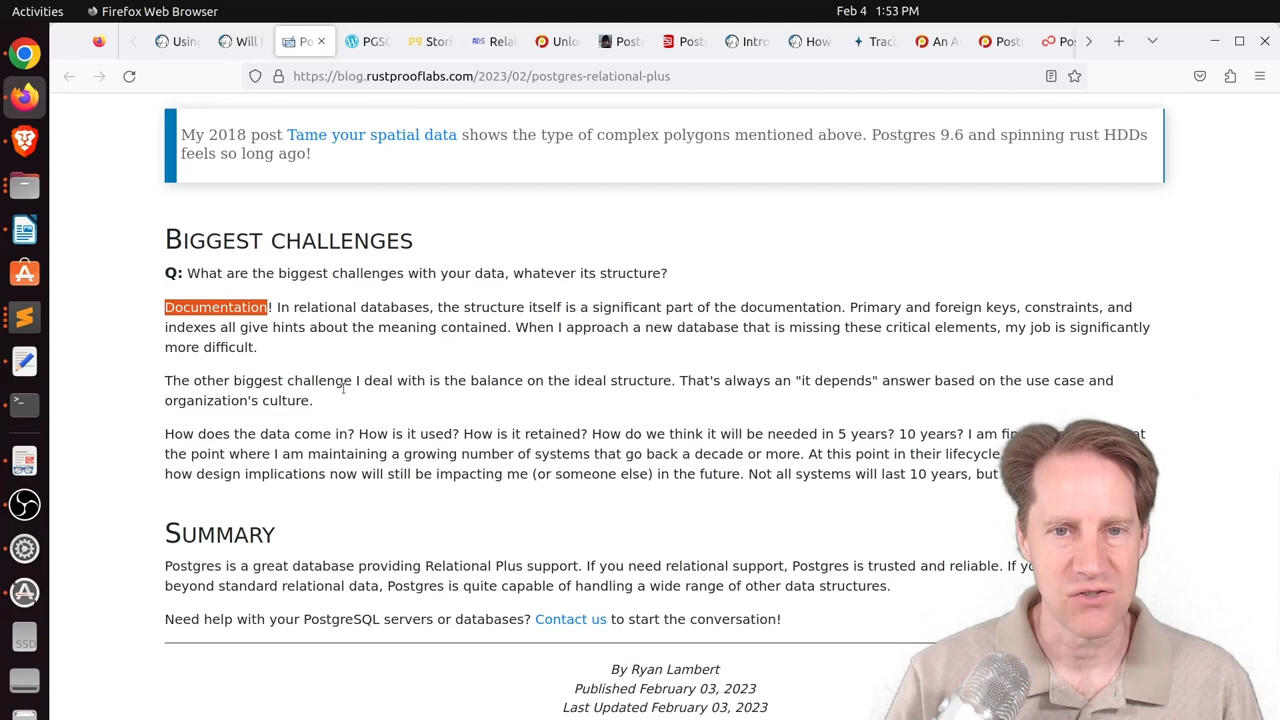 Activities
Firefox Web Browser
Feb 4 1:53 PM
Using
Will
Po
PGSC
Stori
Rela
Unlo
Post
Post
Intro
How
Traci
An A
Post
Pos
https://blog.rustprooflabs.com/2023/02/postgres-relational-plus
My 2018 post Tame your spatial data shows the type of complex polygons mentioned above. Postgres 9.6 and spinning rust HDDs
feels so long ago!
BIGGEST CHALLENGES
Q: What are the biggest challenges with your data, whatever its structure?
Documentation! In relational databases, the structure itself is a significant part of the documentation. Primary and foreign keys, constraints, and
indexes all give hints about the meaning contained. When I approach a new database that is missing these critical elements, my job is significantly
more difficult.
The other biggest challenge I deal with is the balance on the ideal structure. That's always an "it depends" answer based on the use case and
organization's culture.
How does the data come in? How is it used? How is it retained? How do we think it will be needed in 5 years? 10 years? I am at
the point where I am maintaining a growing number of systems that go back a decade or more. At this point in their lifecycle,
how design implications now will still be impacting me (or someone else) in the future. Not all systems will last 10 years, but
SUMMARY
Postgres is a great database providing Relational Plus support. If you need relational support, Postgres is trusted and reliable. If
beyond standard relational data, Postgres is quite capable of handling a wide range of other data structures.
Need help with your PostgreSQL servers or databases? Contact us to start the conversation!
By Ryan Lambert
Published February 03, 2023
Last Updated February 03, 2023